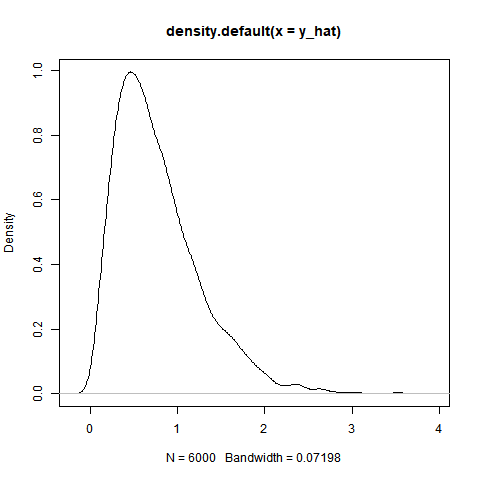 density.default(x = y_hat)
Density
1.0
0.8
0.6
0.4
0.2
0.0
0 1 2 3 4
N = 6000 Bandwidth = 0.07198